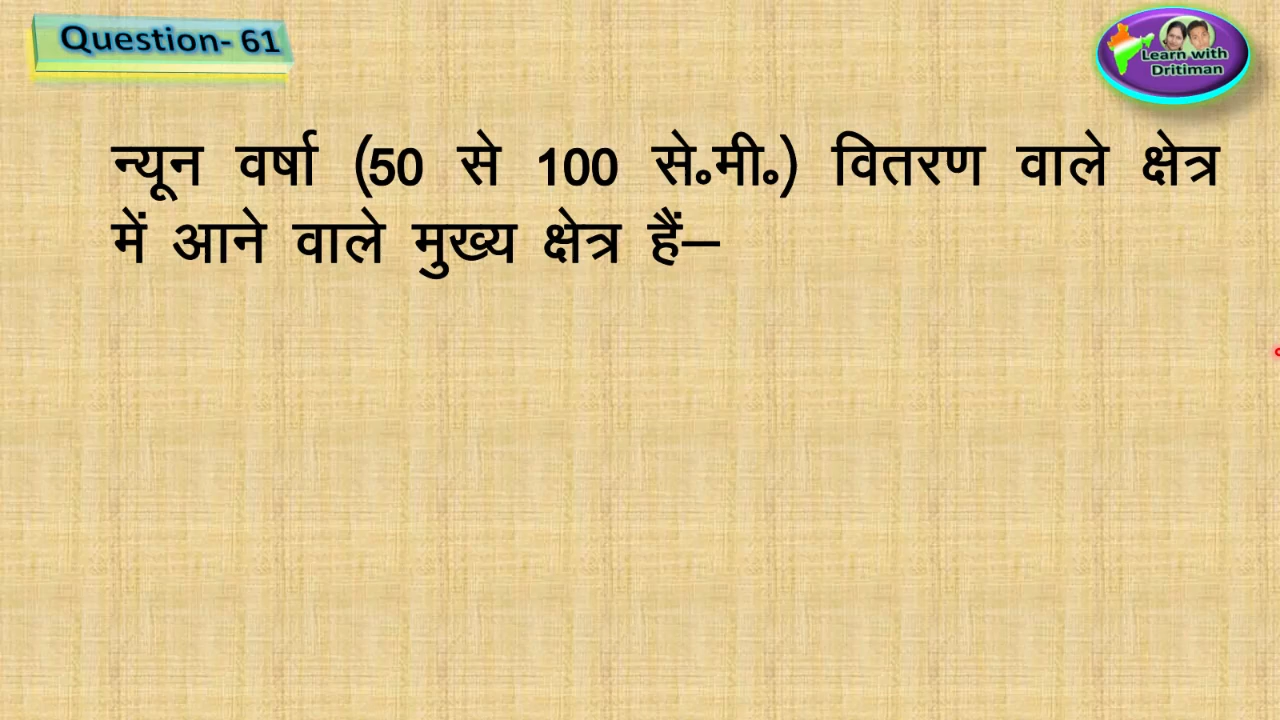 Question- 61
Learn with
Dritiman
न्यून वर्षा (50 से 100 से॰मी॰) वितरण वाले क्षेत्र
में आने वाले मुख्य क्षेत्र हैं–